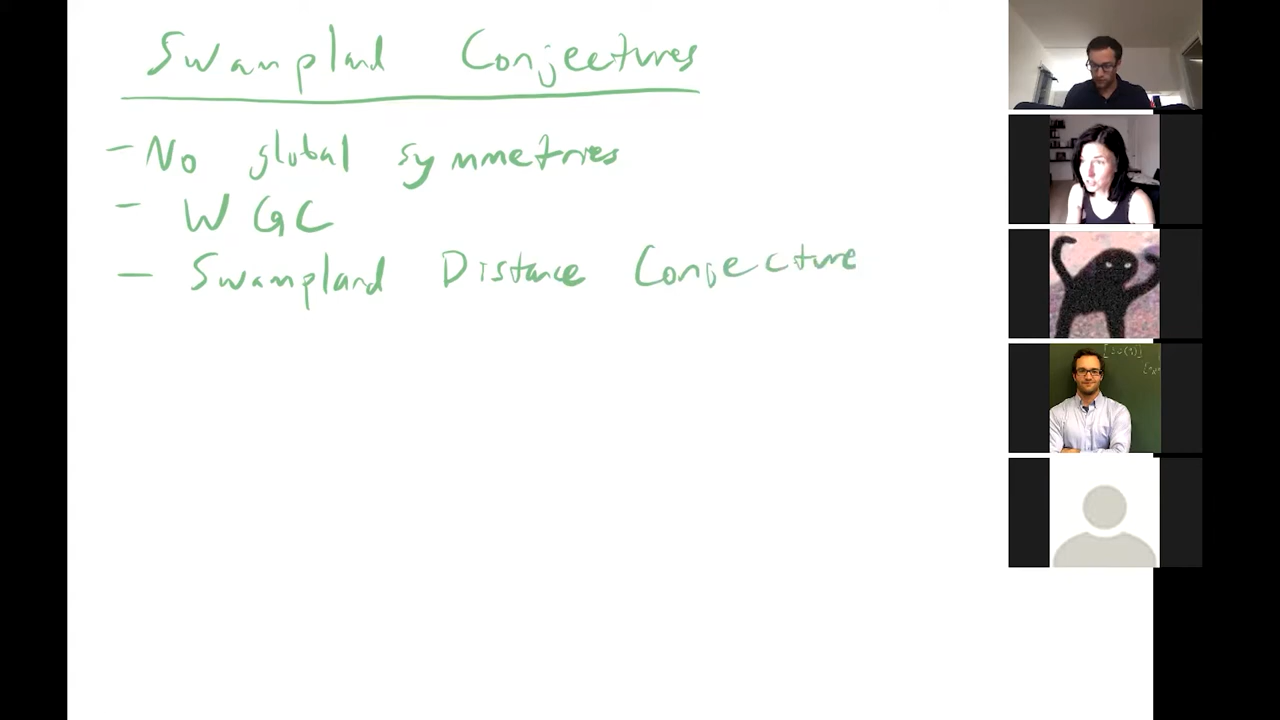 Swampland Conjectures
- No global symmetries
- WGC
- Swampland Distance Conjecture